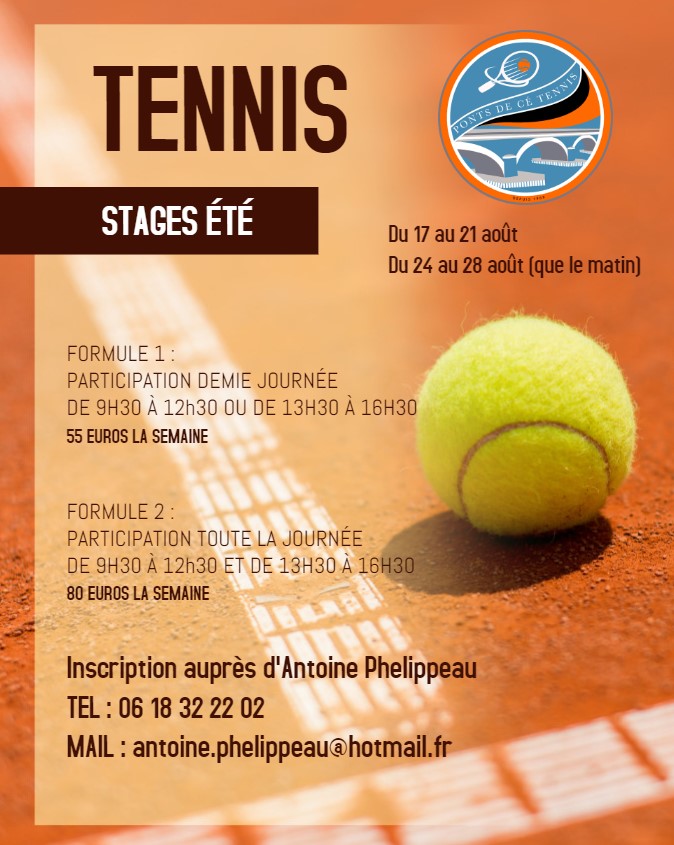 TENNIS
PONTS DE CÉ TENNIS
DEPUIS 1968
STAGES ÉTÉ
Du 17 au 21 août
Du 24 au 28 août (que le matin)
FORMULE 1 :
PARTICIPATION DEMIE JOURNÉE
DE 9H30 À 12h30 OU DE 13H30 À 16H30
55 EUROS LA SEMAINE
FORMULE 2 :
PARTICIPATION TOUTE LA JOURNÉE
DE 9H30 À 12h30 ET DE 13H30 À 16H30
80 EUROS LA SEMAINE
Inscription auprès d'Antoine Phelippeau
TEL : 06 18 32 22 02
MAIL : antoine.phelippeau@hotmail.fr